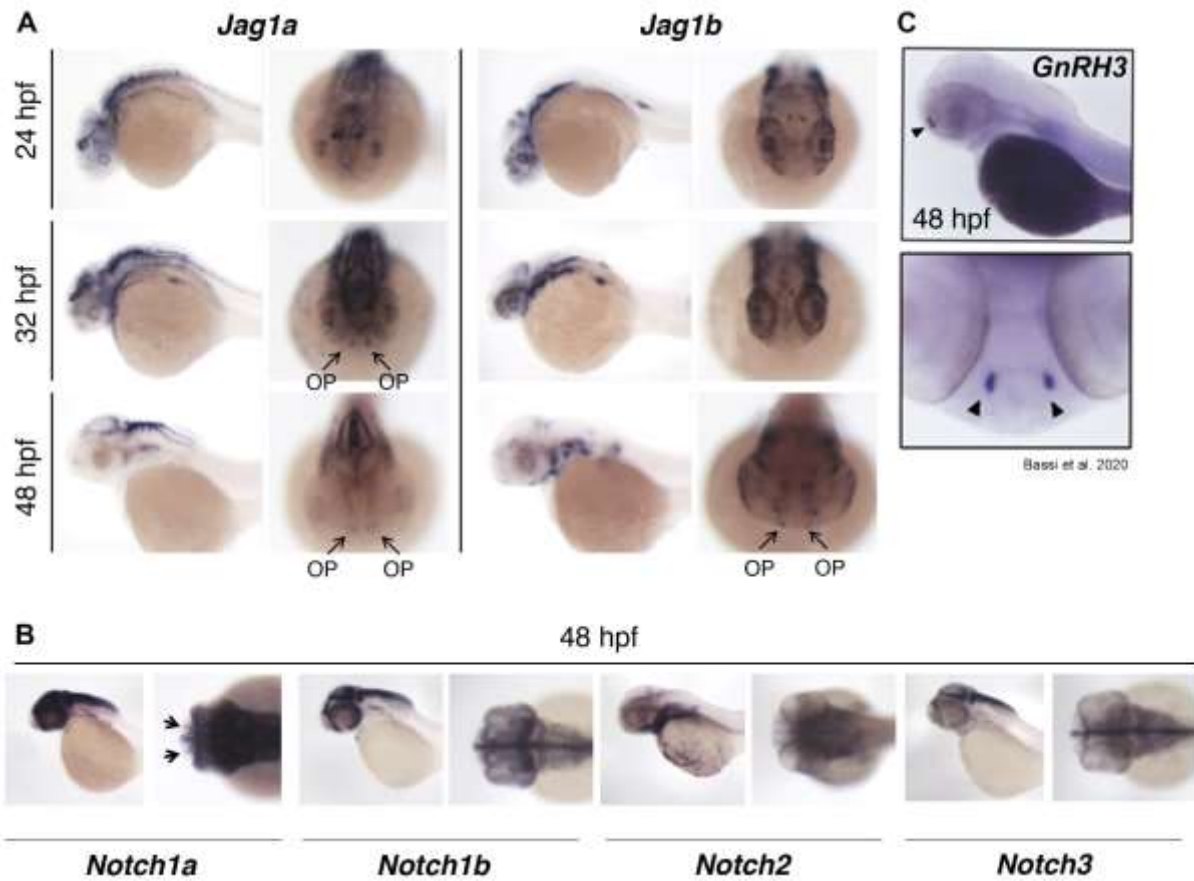 A
Jag1a
Jag1b
C
24 hpf
GnRH3
48 hpf
32 hpf
OP OP
48 hpf
Bassi et al. 2020
OP OP
OP OP
B
48 hpf
Notch1a
Notch1b
Notch2
Notch3